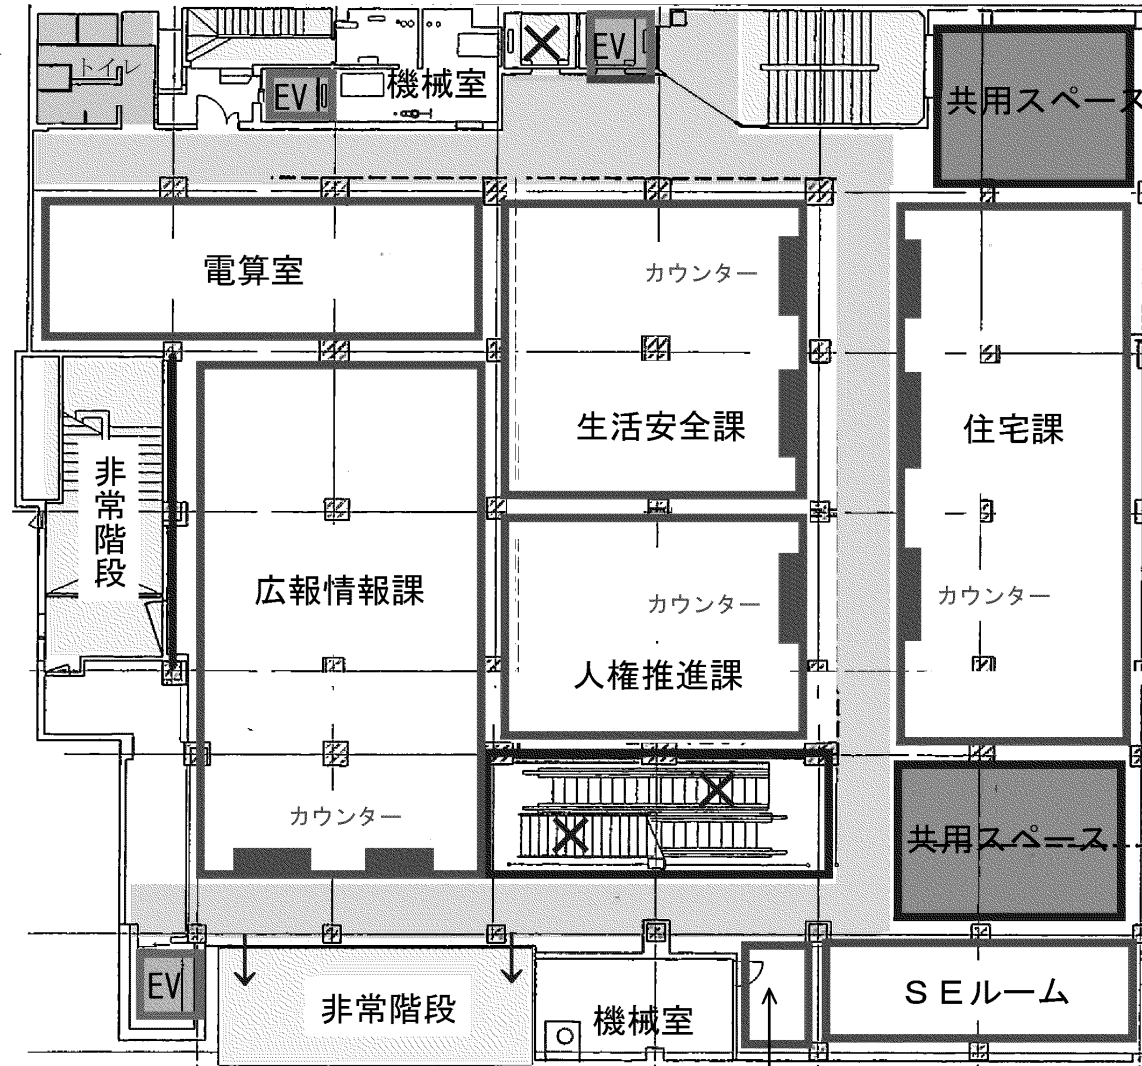 トイレ
EV
機械室
EV
共用スペース
電算室
カウンター
生活安全課
住宅課
非常階段
広報情報課
カウンター
カウンター
人権推進課
カウンター
共用スペース
EV
非常階段
機械室
ＳＥルーム